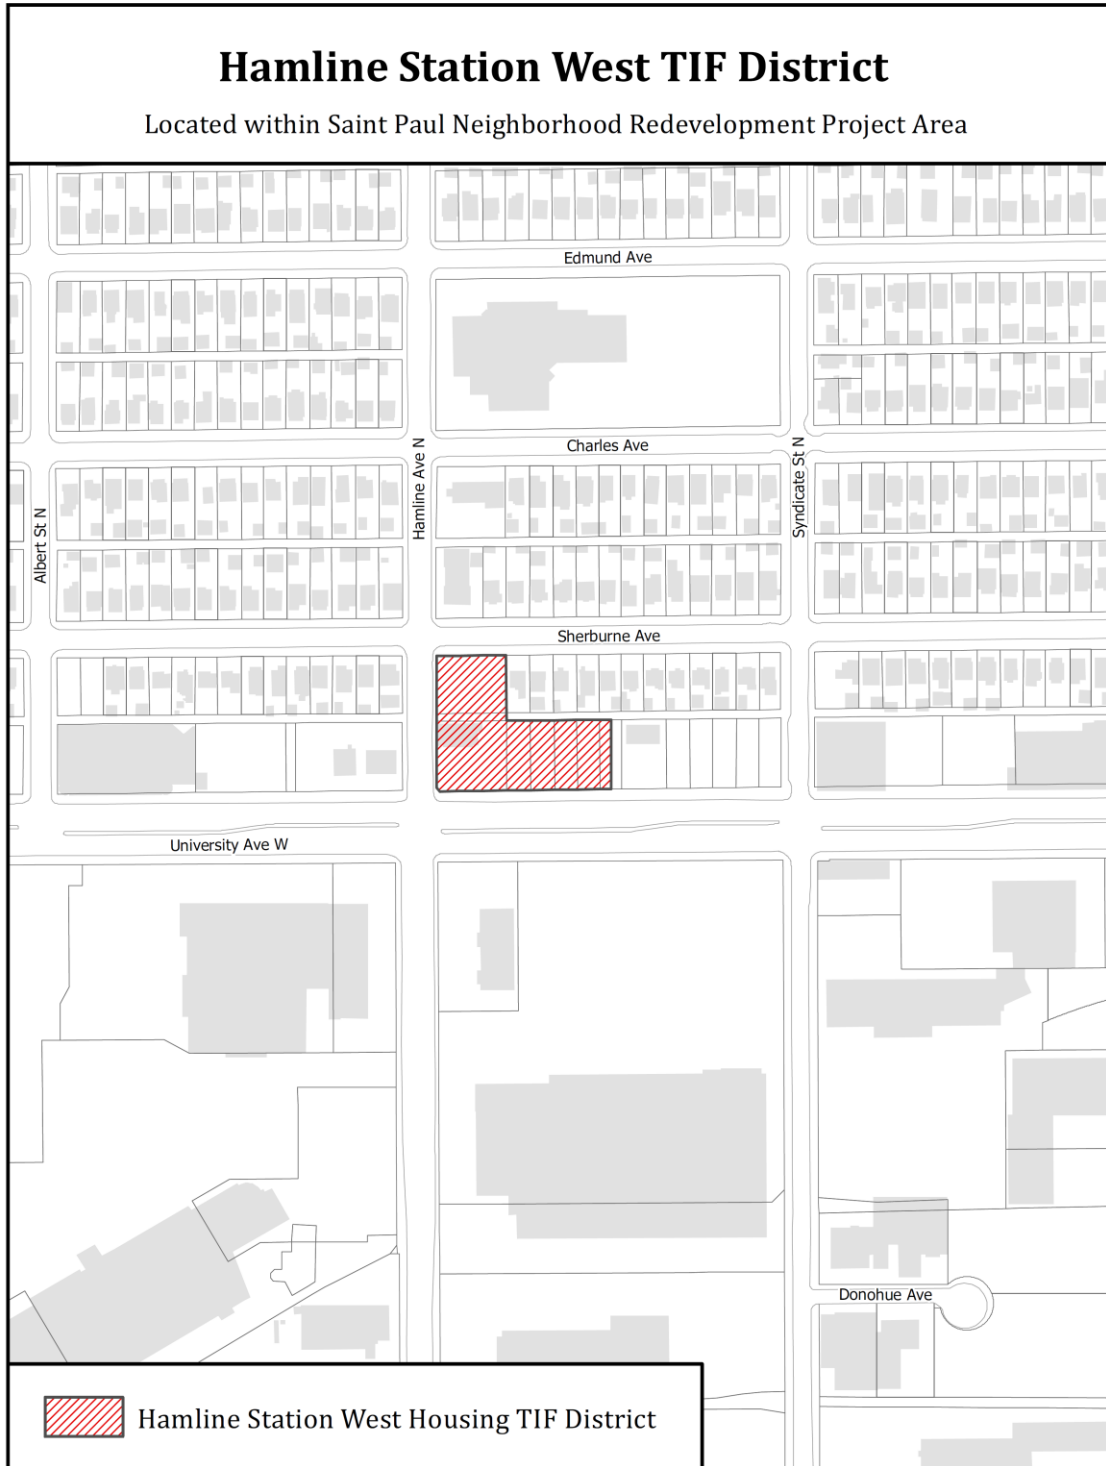 Hamline Station West TIF District
Located within Saint Paul Neighborhood Redevelopment Project Area
Edmund Ave
Charles Ave
Hamline Ave N
Syndicate St N
Albert St N
Sherburne Ave
University Ave W
Donohue Ave
Hamline Station West Housing TIF District